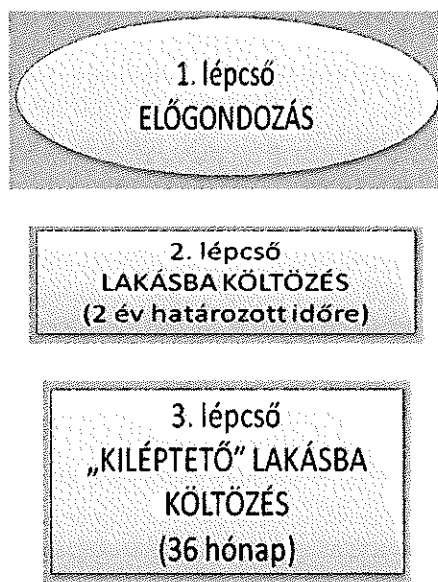 1. lépcső
ELŐGONDOZÁS
2. lépcső
LAKÁSBA KÖLTÖZÉS
(2 év határozott időre)
3. lépcső
„KILÉPTETŐ” LAKÁSBA
KÖLTÖZÉS
(36 hónap)